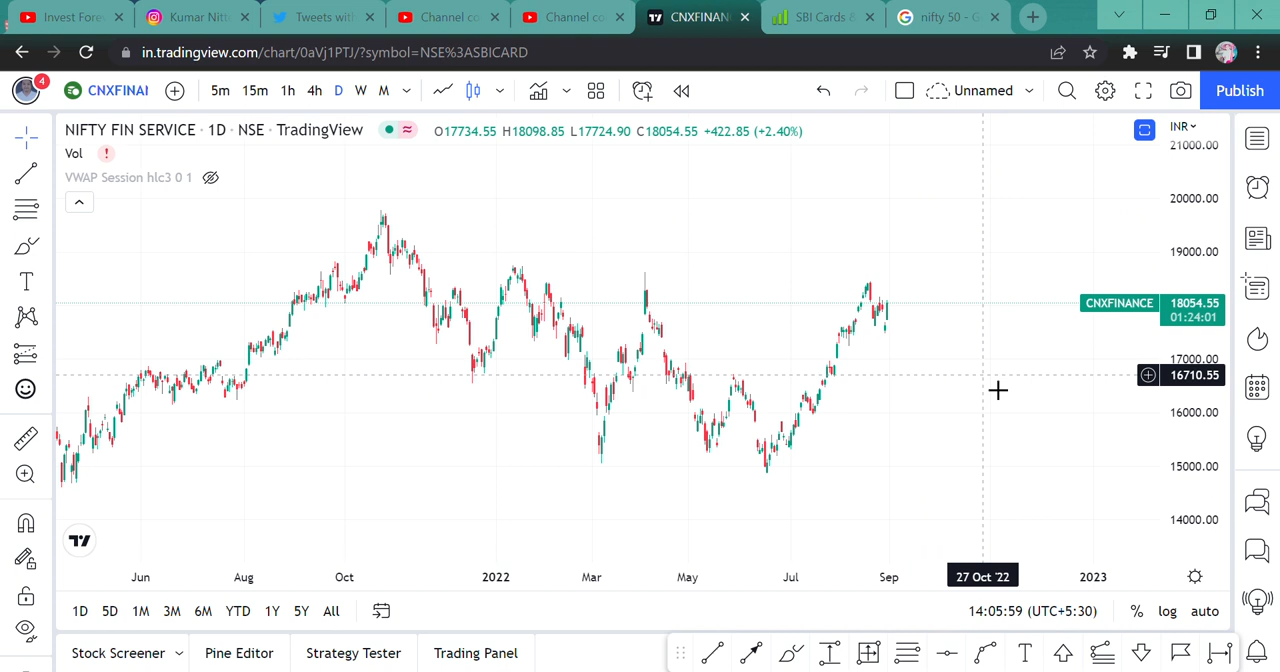 Invest Fore
Kumar Nitt
Tweets wit
Channel co
Channel co
CNXFINAN
SBI Cards &
nifty 50 - G
in.tradingview.com/chart/0aVj1PTJ/?symbol=NSE%3ASBICARD
4
CNXFINAI
5m 15m 1h 4h D W M
Unnamed
Publish
NIFTY FIN SERVICE · 1D · NSE · TradingView
O17734.55 H18098.85 L17724.90 C18054.55 +422.85 (+2.40%)
INR
Vol
VWAP Session hlc3 0 1
21000.00
20000.00
19000.00
CNXFINANCE 18054.55
01:24:01
17000.00
16710.55
16000.00
15000.00
14000.00
Jun Aug Oct 2022 Mar May Jul Sep 27 Oct '22 2023
1D 5D 1M 3M 6M YTD 1Y 5Y All
14:05:59 (UTC+5:30) % log auto
Stock Screener Pine Editor Strategy Tester Trading Panel